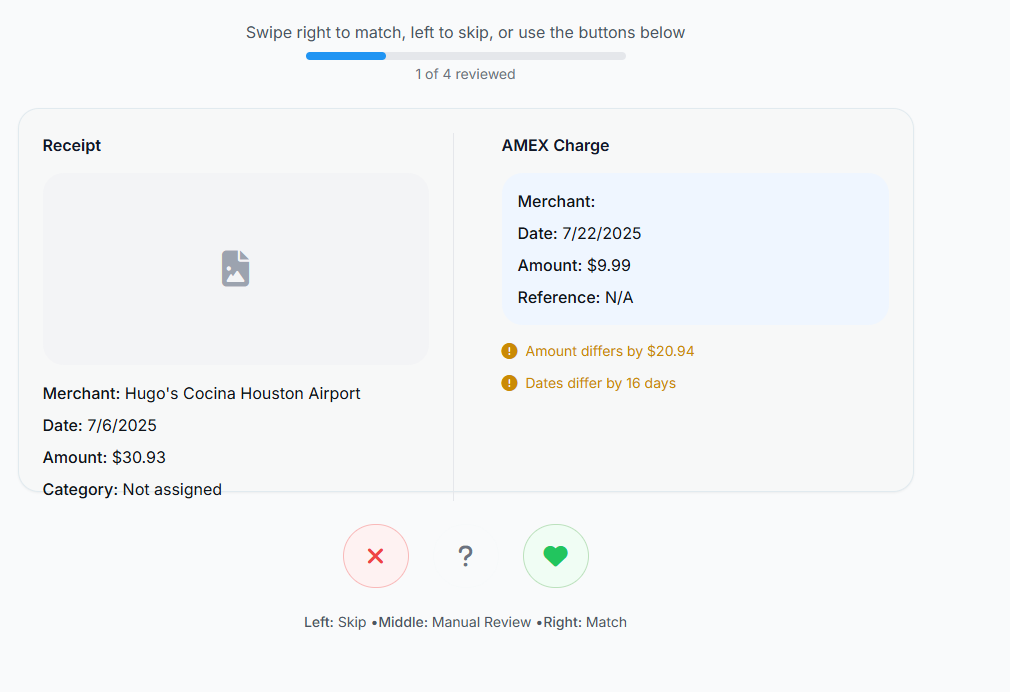 Swipe right to match, left to skip, or use the buttons below
1 of 4 reviewed
Receipt
Merchant: Hugo's Cocina Houston Airport
Date: 7/6/2025
Amount: $30.93
Category: Not assigned
AMEX Charge
Merchant:
Date: 7/22/2025
Amount: $9.99
Reference: N/A
Amount differs by $20.94
Dates differ by 16 days
?
Left: Skip •Middle: Manual Review •Right: Match